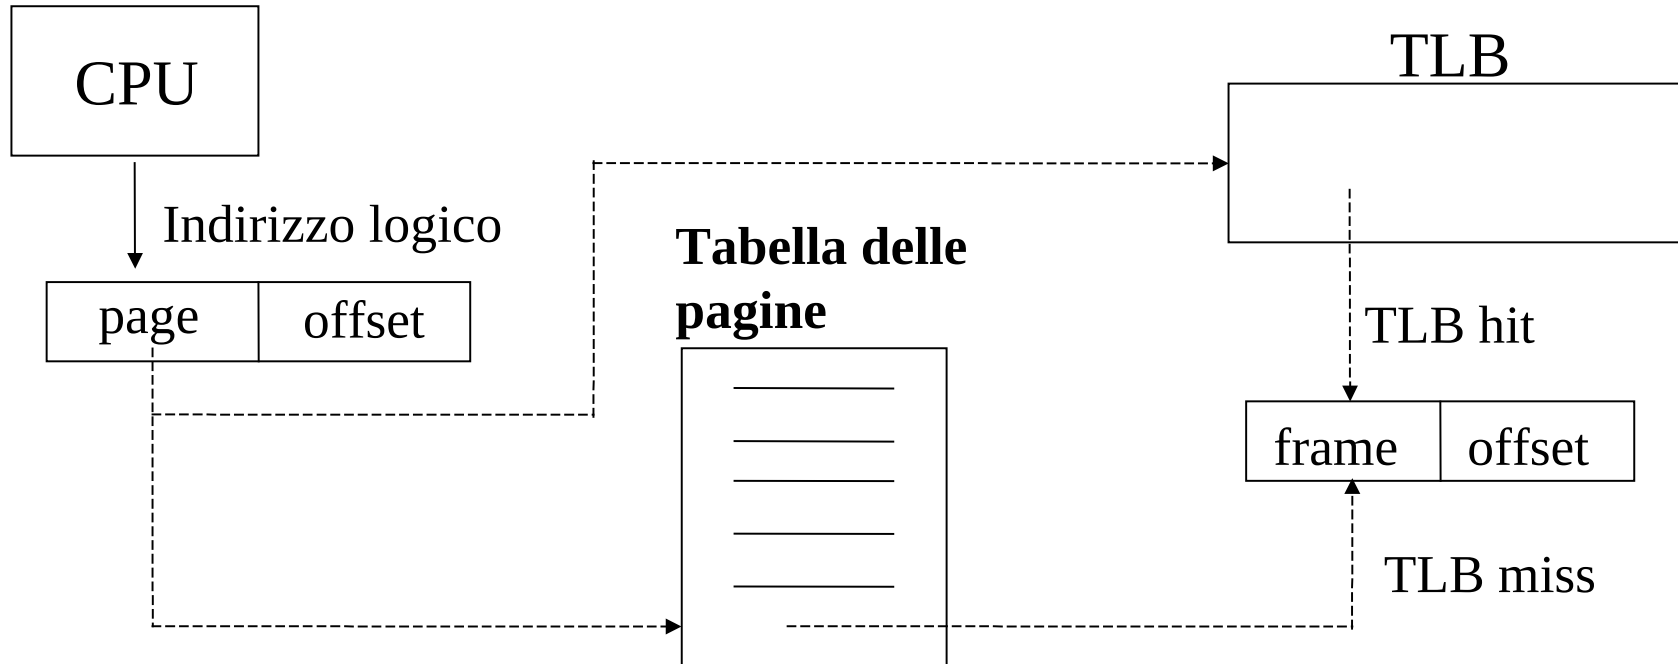 CPU
TLB
Indirizzo logico
Tabella delle
pagine
page
offset
TLB hit
frame
offset
TLB miss